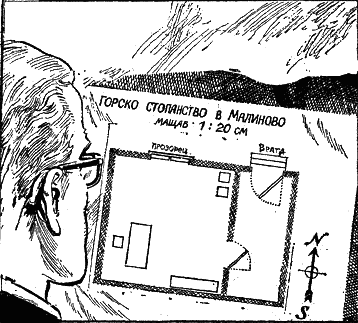 ГОРСКО СТОПАНСТВО В МАЛИНОВО
МАЩАБ - 1:20 СМ
ПРОЗОРЕЦ
ВРАТА
N
S